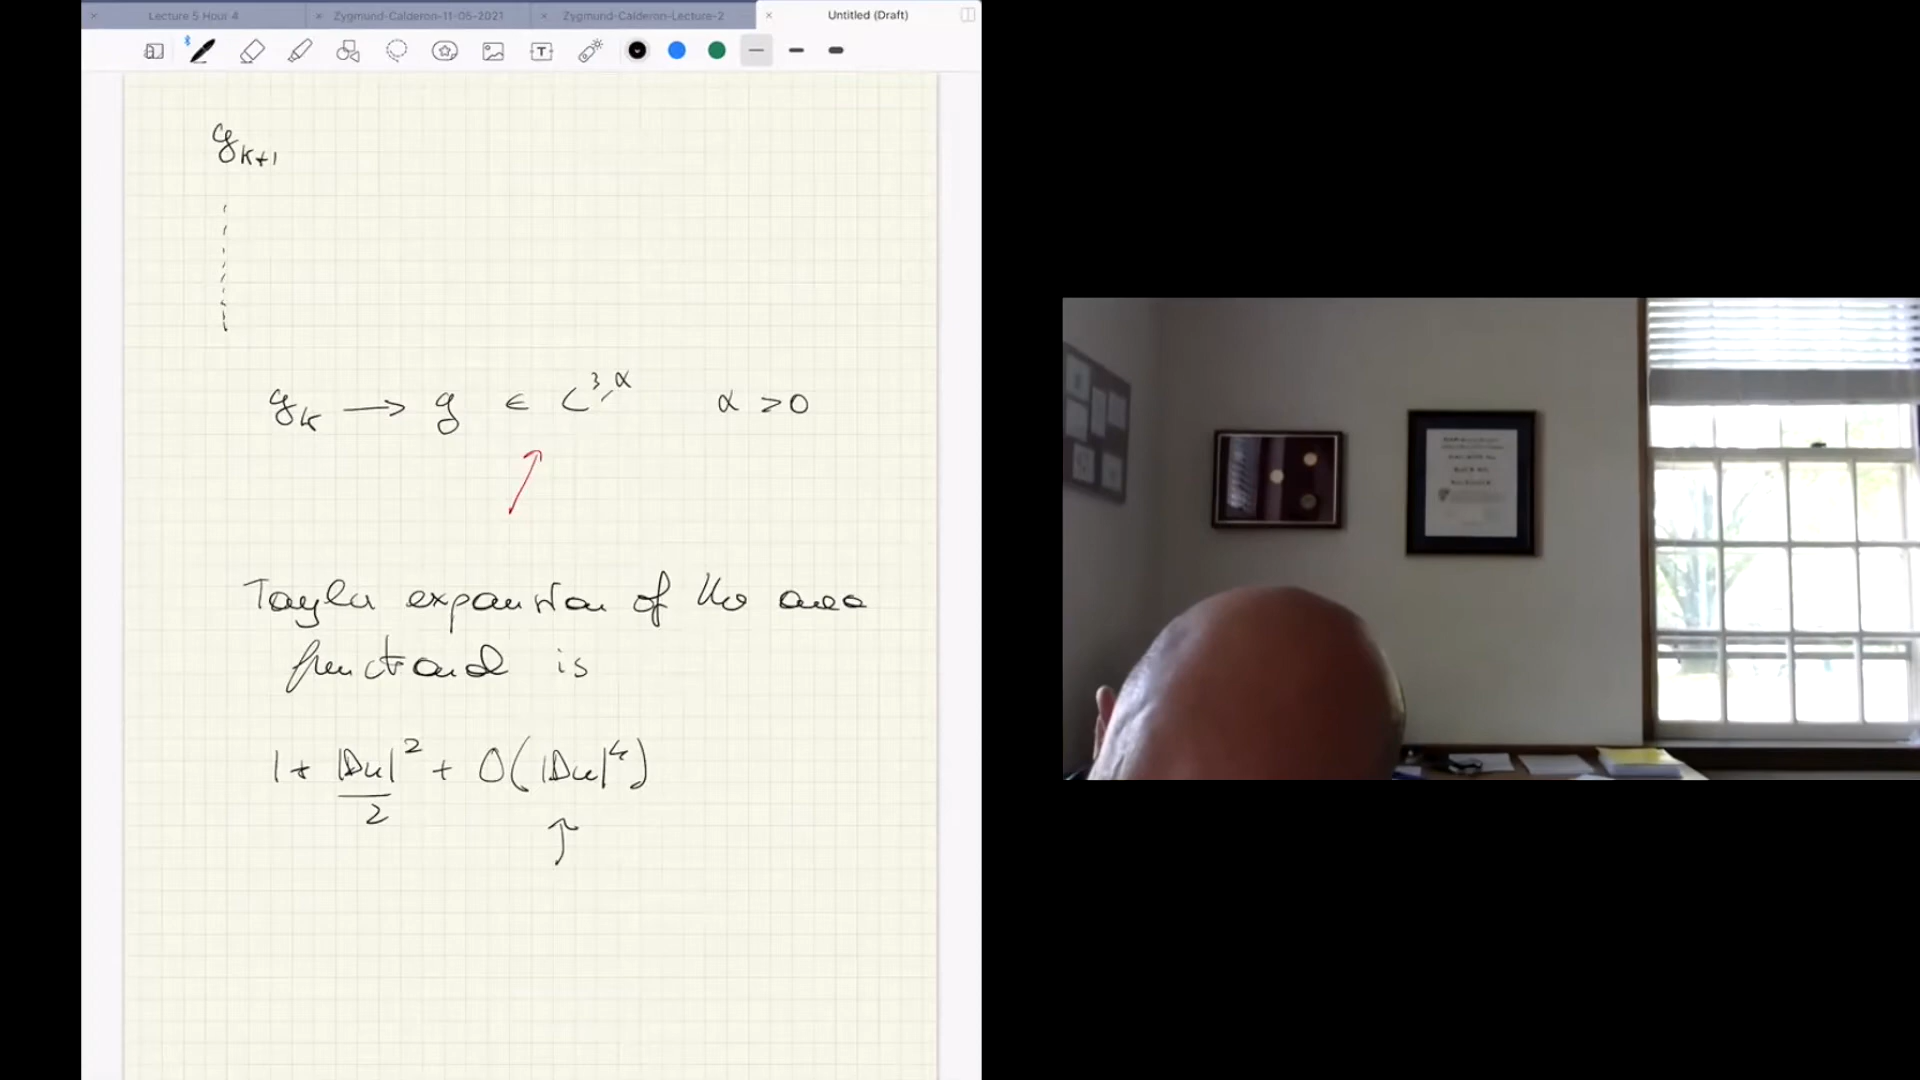 Lecture 5 Hour 4
Zygmund-Calderon-11-05-2021
Zygmund-Calderon-Lecture-2
Untitled (Draft)
g_{k+1}
g_k → g ∈ C^{3,α} α > 0
Taylor expansion of the area
functional is
1 + |Du|²/2 + O(|Du|⁴)
↑